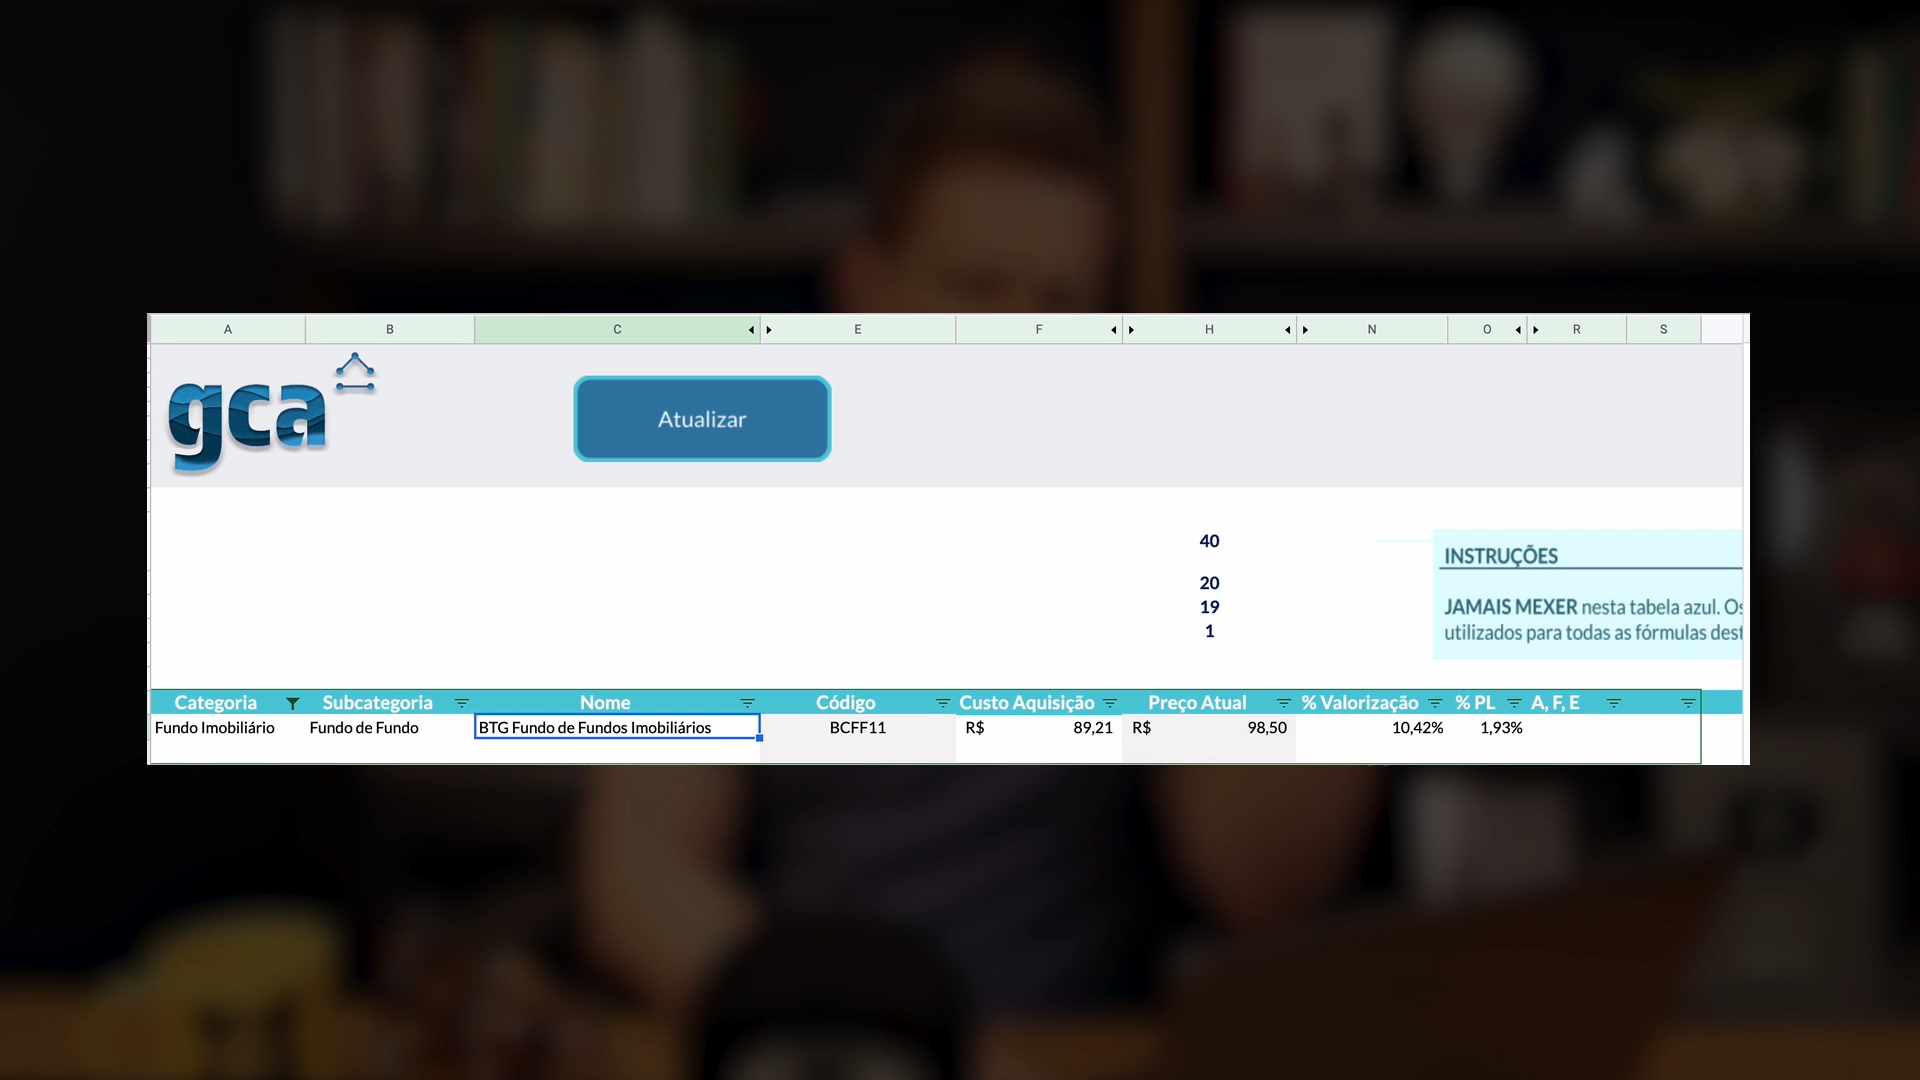 A B C E F H N O R S
gca
Atualizar
40
20
19
1
INSTRUÇÕES
JAMAIS MEXER nesta tabela azul. Os
utilizados para todas as fórmulas dest
Categoria Subcategoria Nome Código Custo Aquisição Preço Atual % Valorização % PL A, F, E
Fundo Imobiliário Fundo de Fundo BTG Fundo de Fundos Imobiliários BCFF11 R$ 89,21 R$ 98,50 10,42% 1,93%